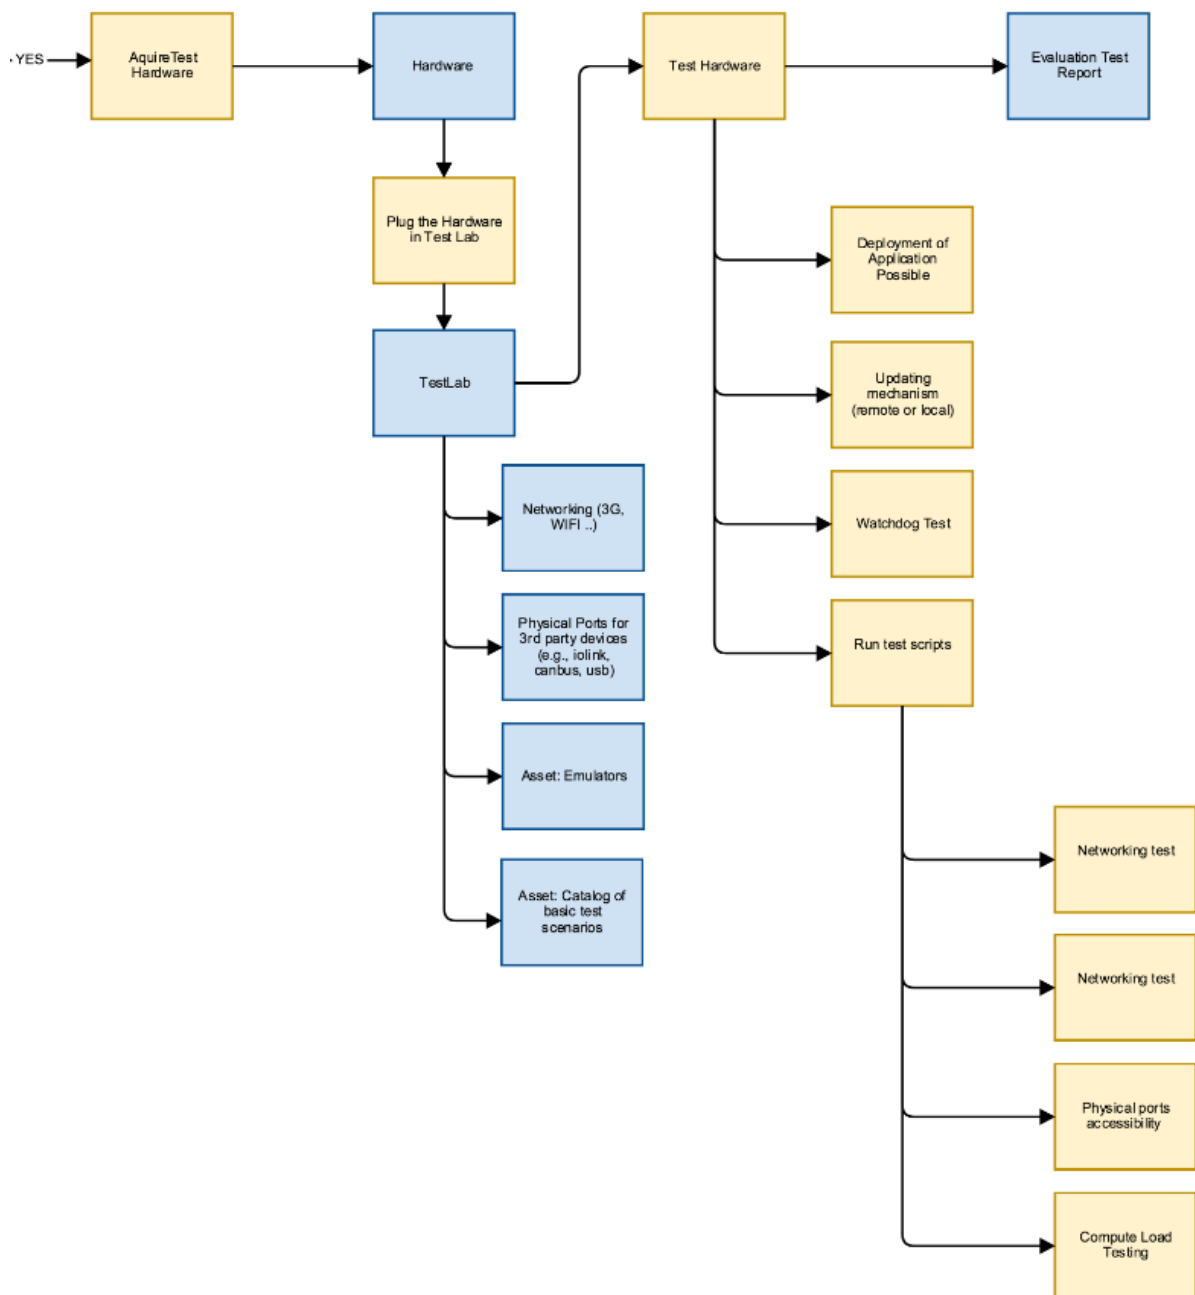 YES
AquireTest
Hardware
Hardware
Test Hardware
Evaluation Test
Report
Plug the Hardware
in Test Lab
Deployment of
Application
Possible
TestLab
Updating
mechanism
(remote or local)
Networking (3G,
WIFI ..)
Watchdog Test
Physical Ports for
3rd party devices
(e.g., iolink,
canbus, usb)
Run test scripts
Asset: Emulators
Asset: Catalog of
basic test
scenarios
Networking test
Networking test
Physical ports
accessibility
Compute Load
Testing